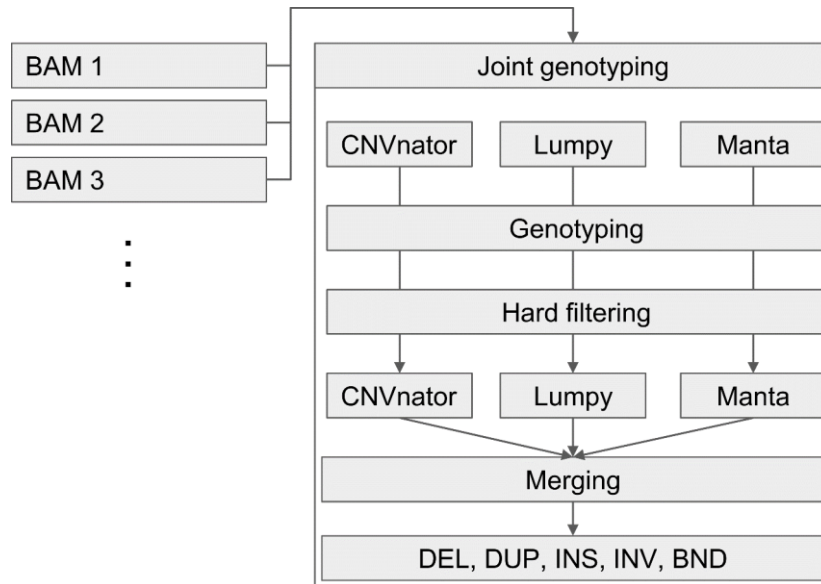 BAM 1
BAM 2
BAM 3
Joint genotyping
CNVnator Lumpy Manta
Genotyping
Hard filtering
CNVnator Lumpy Manta
Merging
DEL, DUP, INS, INV, BND